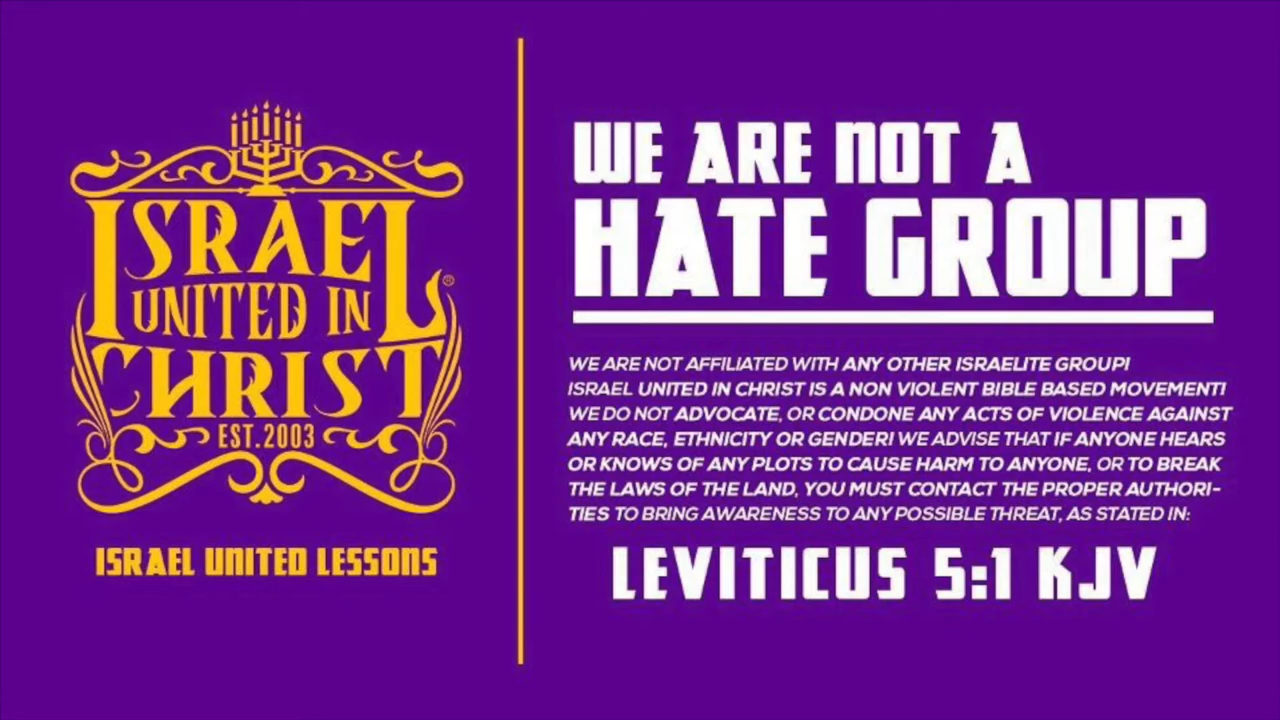 ISRAEL
UNITED IN
CHRIST
EST.2003
ISRAEL UNITED LESSONS
WE ARE NOT A
HATE GROUP
WE ARE NOT AFFILIATED WITH ANY OTHER ISRAELITE GROUP!
ISRAEL UNITED IN CHRIST IS A NON VIOLENT BIBLE BASED MOVEMENT!
WE DO NOT ADVOCATE, OR CONDONE ANY ACTS OF VIOLENCE AGAINST
ANY RACE, ETHNICITY OR GENDER! WE ADVISE THAT IF ANYONE HEARS
OR KNOWS OF ANY PLOTS TO CAUSE HARM TO ANYONE, OR TO BREAK
THE LAWS OF THE LAND, YOU MUST CONTACT THE PROPER AUTHORI-
TIES TO BRING AWARENESS TO ANY POSSIBLE THREAT, AS STATED IN:
LEVITICUS 5:1 KJV